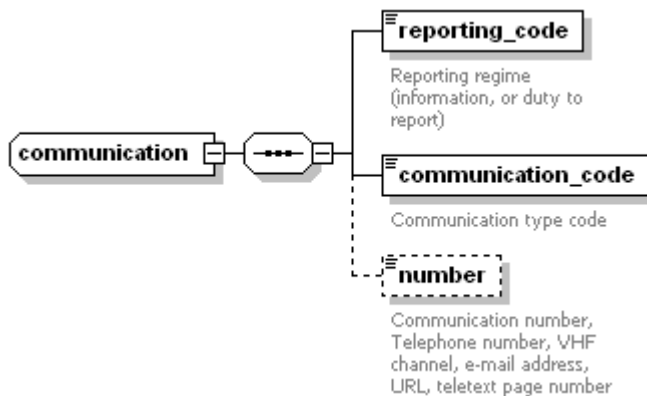 reporting_code
Reporting regime
(information, or duty to
report)
communication
communication_code
Communication type code
number
Communication number,
Telephone number, VHF
channel, e-mail address,
URL, teletext page number